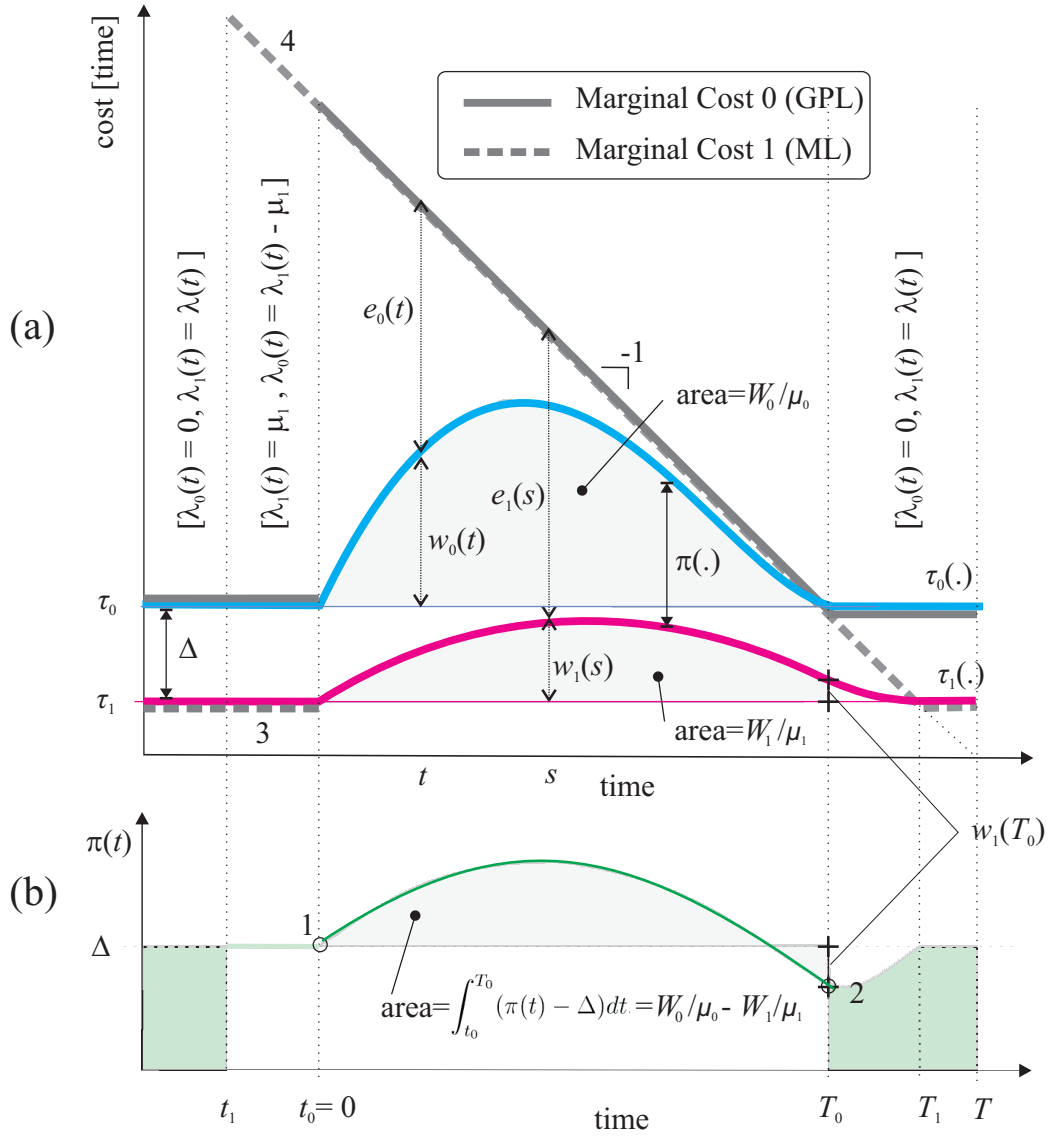 cost [time]
4
Marginal Cost 0 (GPL)
Marginal Cost 1 (ML)
[λ₀(t) = 0, λ₁(t) = λ(t) ]
[λ₁(t) = μ₁ , λ₀(t) = λ₁(t) - μ₁]
[λ₀(t) = 0, λ₁(t) = λ(t) ]
(a)
e₀(t)
-1
area=W₀/μ₀
e₁(s)
w₀(t)
π(.)
τ₀
τ₀(.)
Δ
w₁(s)
τ₁
τ₁(.)
3
area=W₁/μ₁
t
s
time
w₁(T₀)
π(t)
(b)
1
Δ
2
area=∫_{t₀}^{T₀} (π(t) − Δ)dt = W₀/μ₀ - W₁/μ₁
t₁
t₀= 0
time
T₀
T₁
T